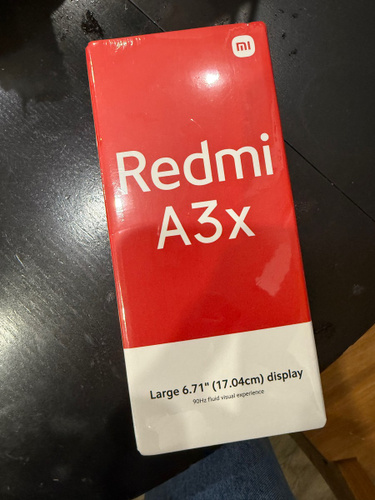 mi
Redmi
A3x
Large 6.71" (17.04cm) display
90Hz fluid visual experience